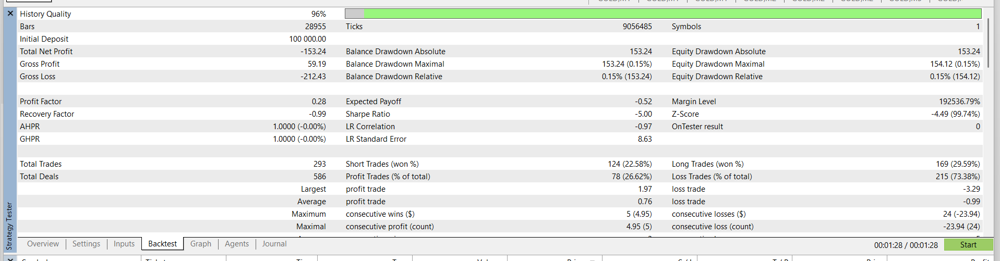 History Quality 96%
Bars 28955 Ticks 9056485 Symbols 1
Initial Deposit 100 000.00
Total Net Profit -153.24 Balance Drawdown Absolute 153.24 Equity Drawdown Absolute 153.24
Gross Profit 59.19 Balance Drawdown Maximal 153.24 (0.15%) Equity Drawdown Maximal 154.12 (0.15%)
Gross Loss -212.43 Balance Drawdown Relative 0.15% (153.24) Equity Drawdown Relative 0.15% (154.12)
Profit Factor 0.28 Expected Payoff -0.52 Margin Level 192536.79%
Recovery Factor -0.99 Sharpe Ratio -5.00 Z-Score -4.49 (99.74%)
AHPR 1.0000 (-0.00%) LR Correlation -0.97 OnTester result 0
GHPR 1.0000 (-0.00%) LR Standard Error 8.63
Total Trades 293 Short Trades (won %) 124 (22.58%) Long Trades (won %) 169 (29.59%)
Total Deals 586 Profit Trades (% of total) 78 (26.62%) Loss Trades (% of total) 215 (73.38%)
Largest profit trade 1.97 loss trade -3.29
Average profit trade 0.76 loss trade -0.99
Maximum consecutive wins ($) 5 (4.95) consecutive losses ($) 24 (-23.94)
Maximal consecutive profit (count) 4.95 (5) consecutive loss (count) -23.94 (24)
Strategy Tester
Overview Settings Inputs Backtest Graph Agents Journal 00:01:28 / 00:01:28 Start